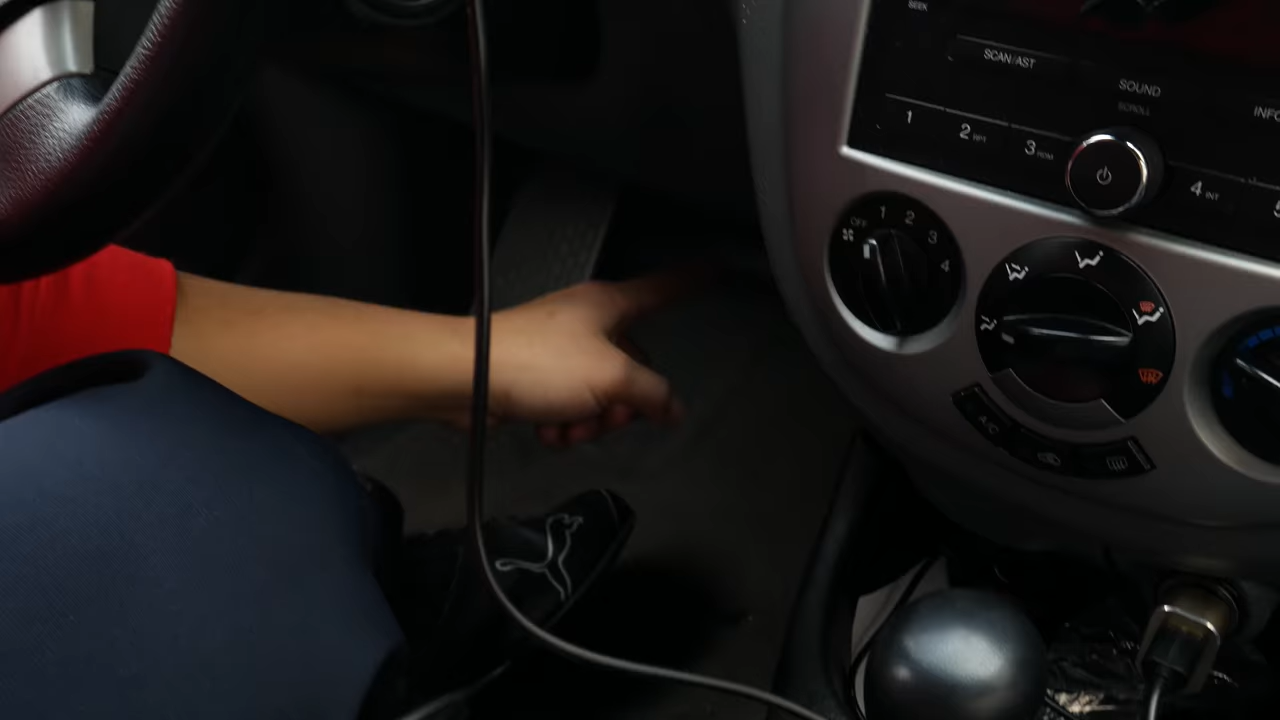 SEEK
SCAN/AST
SOUND
SCROLL
INFO
1 2 RPT 3 RDM 4 INT 5
OFF 1 2 3 4
A/C